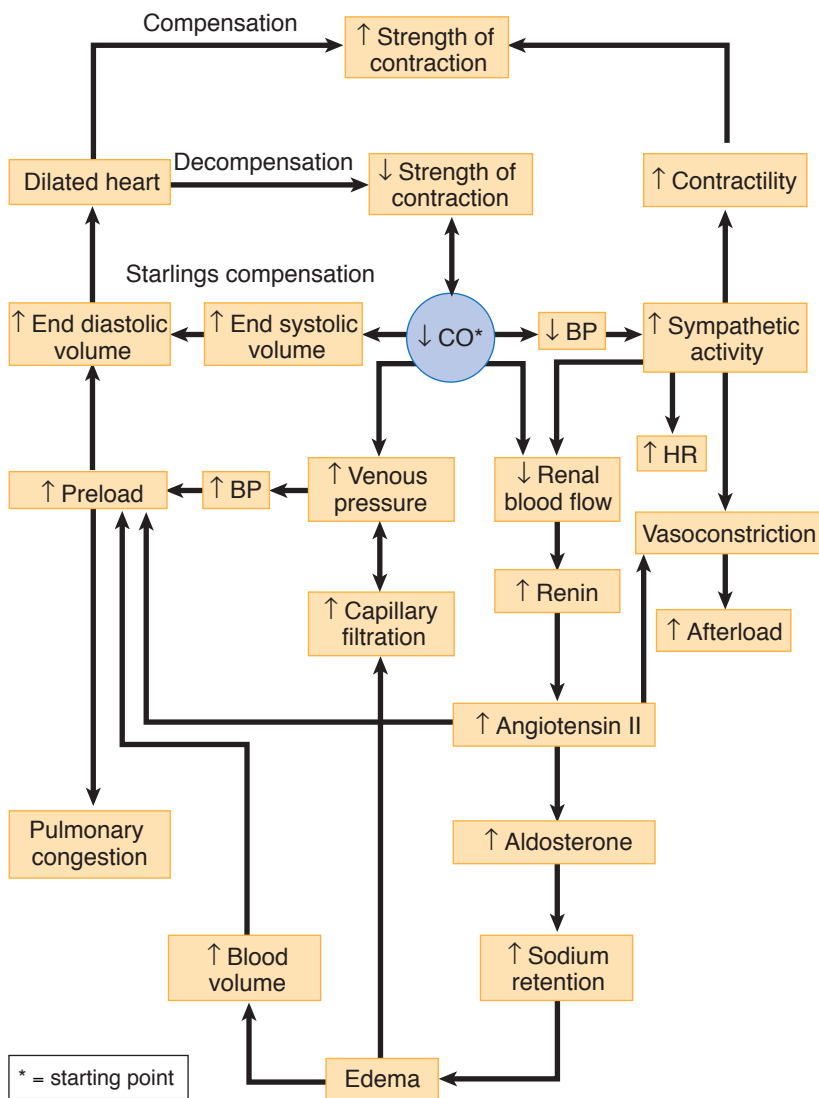 Compensation
↑ Strength of
contraction
Dilated heart
Decompensation
↓ Strength of
contraction
↑ Contractility
Starlings compensation
↑ End diastolic
volume
↑ End systolic
volume
↓ CO*
↓ BP
↑ Sympathetic
activity
↑ Preload
↑ BP
↑ Venous
pressure
↓ Renal
blood flow
↑ HR
Vasoconstriction
↑ Capillary
filtration
↑ Renin
↑ Afterload
↑ Angiotensin II
Pulmonary
congestion
↑ Aldosterone
↑ Blood
volume
↑ Sodium
retention
* = starting point
Edema